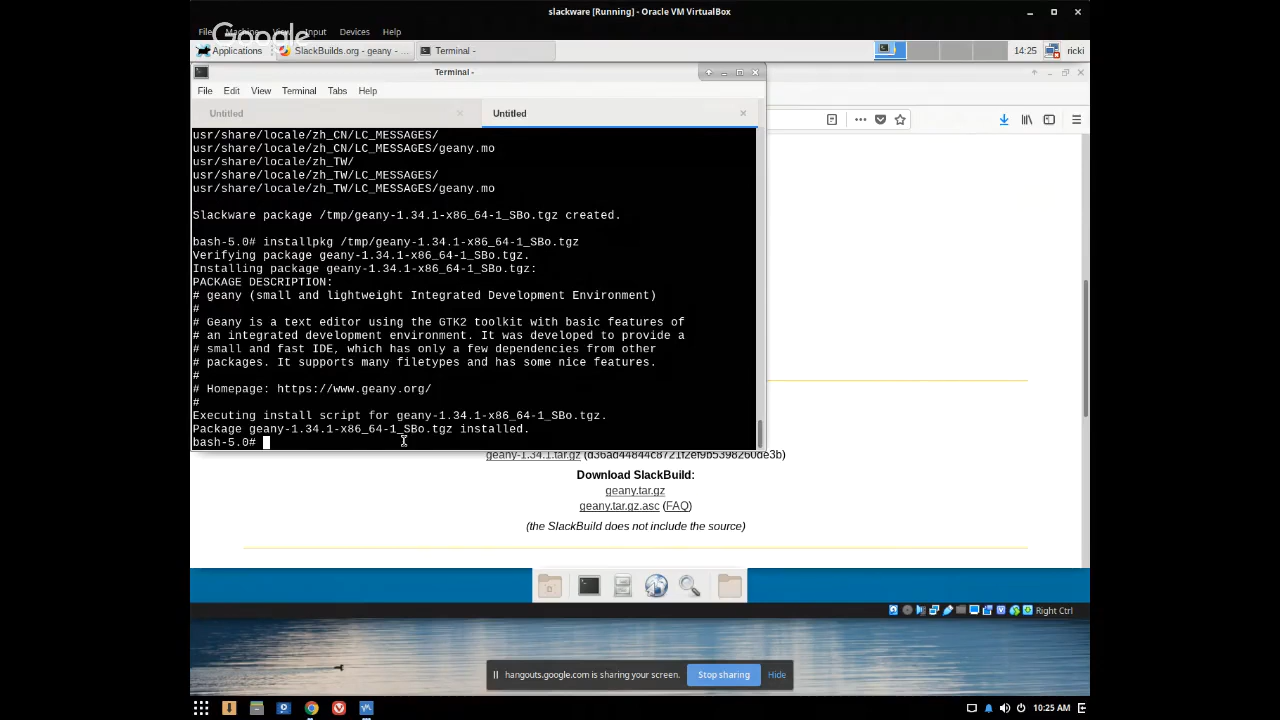 slackware [Running] - Oracle VM VirtualBox
File Machine View Input Devices Help
Google
Applications SlackBuilds.org - geany - ... Terminal - 14:25 ricki
Terminal -
File Edit View Terminal Tabs Help
Untitled Untitled
usr/share/locale/zh_CN/LC_MESSAGES/
usr/share/locale/zh_CN/LC_MESSAGES/geany.mo
usr/share/locale/zh_TW/
usr/share/locale/zh_TW/LC_MESSAGES/
usr/share/locale/zh_TW/LC_MESSAGES/geany.mo
Slackware package /tmp/geany-1.34.1-x86_64-1_SBo.tgz created.
bash-5.0# installpkg /tmp/geany-1.34.1-x86_64-1_SBo.tgz
Verifying package geany-1.34.1-x86_64-1_SBo.tgz.
Installing package geany-1.34.1-x86_64-1_SBo.tgz:
PACKAGE DESCRIPTION:
# geany (small and lightweight Integrated Development Environment)
#
# Geany is a text editor using the GTK2 toolkit with basic features of
# an integrated development environment. It was developed to provide a
# small and fast IDE, which has only a few dependencies from other
# packages. It supports many filetypes and has some nice features.
#
# Homepage: https://www.geany.org/
#
Executing install script for geany-1.34.1-x86_64-1_SBo.tgz.
Package geany-1.34.1-x86_64-1_SBo.tgz installed.
bash-5.0#
geany-1.34.1.tar.gz (d36ad44844c8721f2ef9b5398260de3b)
Download SlackBuild:
geany.tar.gz
geany.tar.gz.asc (FAQ)
(the SlackBuild does not include the source)
Right Ctrl
hangouts.google.com is sharing your screen. Stop sharing Hide
10:25 AM